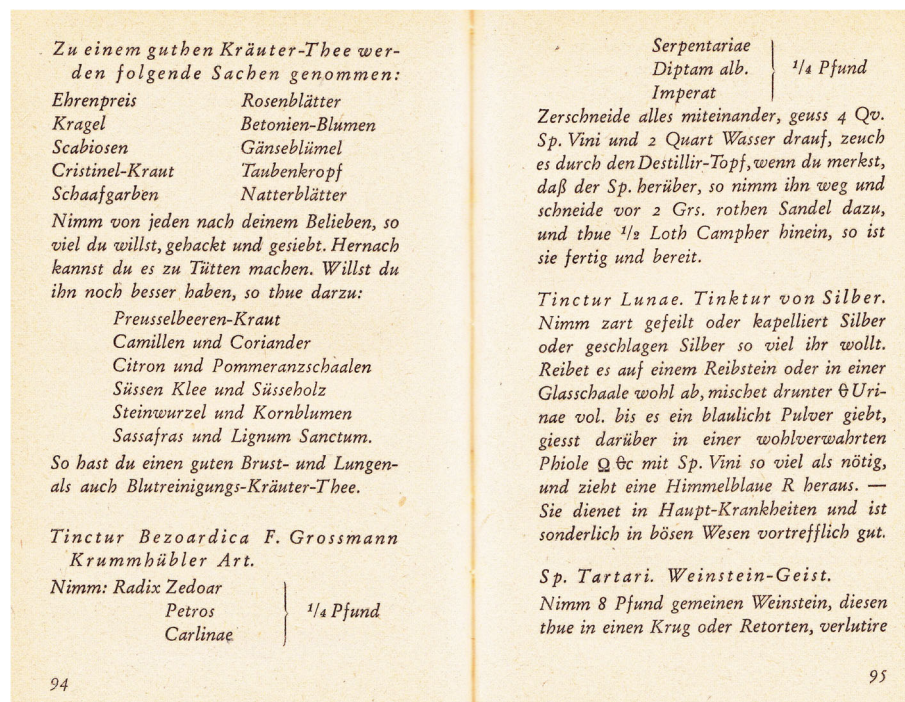 Zu einem guthen Kräuter-Thee wer-
den folgende Sachen genommen:
Ehrenpreis Rosenblätter
Kragel Betonien-Blumen
Scabiosen Gänseblümel
Cristinel-Kraut Taubenkropf
Schaafgarben Natterblätter
Nimm von jeden nach deinem Belieben, so
viel du willst, gehackt und gesiebt. Hernach
kannst du es zu Tütten machen. Willst du
ihn noch besser haben, so thue darzu:
Preusselbeeren-Kraut
Camillen und Coriander
Citron und Pommeranzschaalen
Süssen Klee und Süsseholz
Steinwurzel und Kornblumen
Sassafras und Lignum Sanctum.
So hast du einen guten Brust- und Lungen-
als auch Blutreinigungs-Kräuter-Thee.
Tinctur Bezoardica F. Grossmann
Krummhübler Art.
Nimm: Radix Zedoar
Petros 1/4 Pfund
Carlinae
94
Serpentariae
Diptam alb. 1/4 Pfund
Imperat
Zerschneide alles miteinander, geuss 4 Qv.
Sp. Vini und 2 Quart Wasser drauf, zeuch
es durch den Destillir-Topf, wenn du merkst,
daß der Sp. herüber, so nimm ihn weg und
schneide vor 2 Grs. rothen Sandel dazu,
und thue 1/2 Loth Campher hinein, so ist
sie fertig und bereit.
Tinctur Lunae. Tinktur von Silber.
Nimm zart gefeilt oder kapelliert Silber
oder geschlagen Silber so viel ihr wollt.
Reibet es auf einem Reibstein oder in einer
Glasschaale wohl ab, mischet drunter Uri-
nae vol. bis es ein blaulicht Pulver giebt,
giesst darüber in einer wohlverwahrten
Phiole mit Sp. Vini so viel als nötig,
und zieht eine Himmelblaue R heraus. —
Sie dienet in Haupt-Krankheiten und ist
sonderlich in bösen Wesen vortrefflich gut.
Sp. Tartari. Weinstein-Geist.
Nimm 8 Pfund gemeinen Weinstein, diesen
thue in einen Krug oder Retorten, verlutire
95